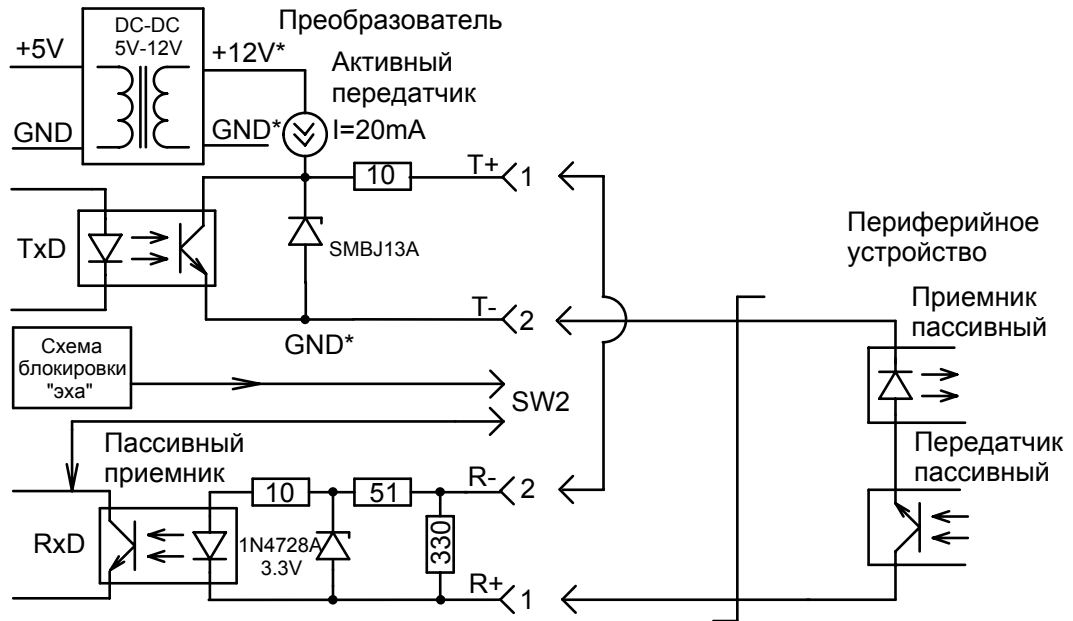 Преобразователь
DC-DC
5V-12V
+5V
+12V*
GND
GND*
Активный
передатчик
I=20mA
10
T+
1
TxD
SMBJ13A
T-
2
GND*
Схема
блокировки
"эха"
SW2
Пассивный
приемник
10
51
R-
2
RxD
1N4728A
3.3V
330
R+
1
Периферийное
устройство
Приемник
пассивный
Передатчик
пассивный